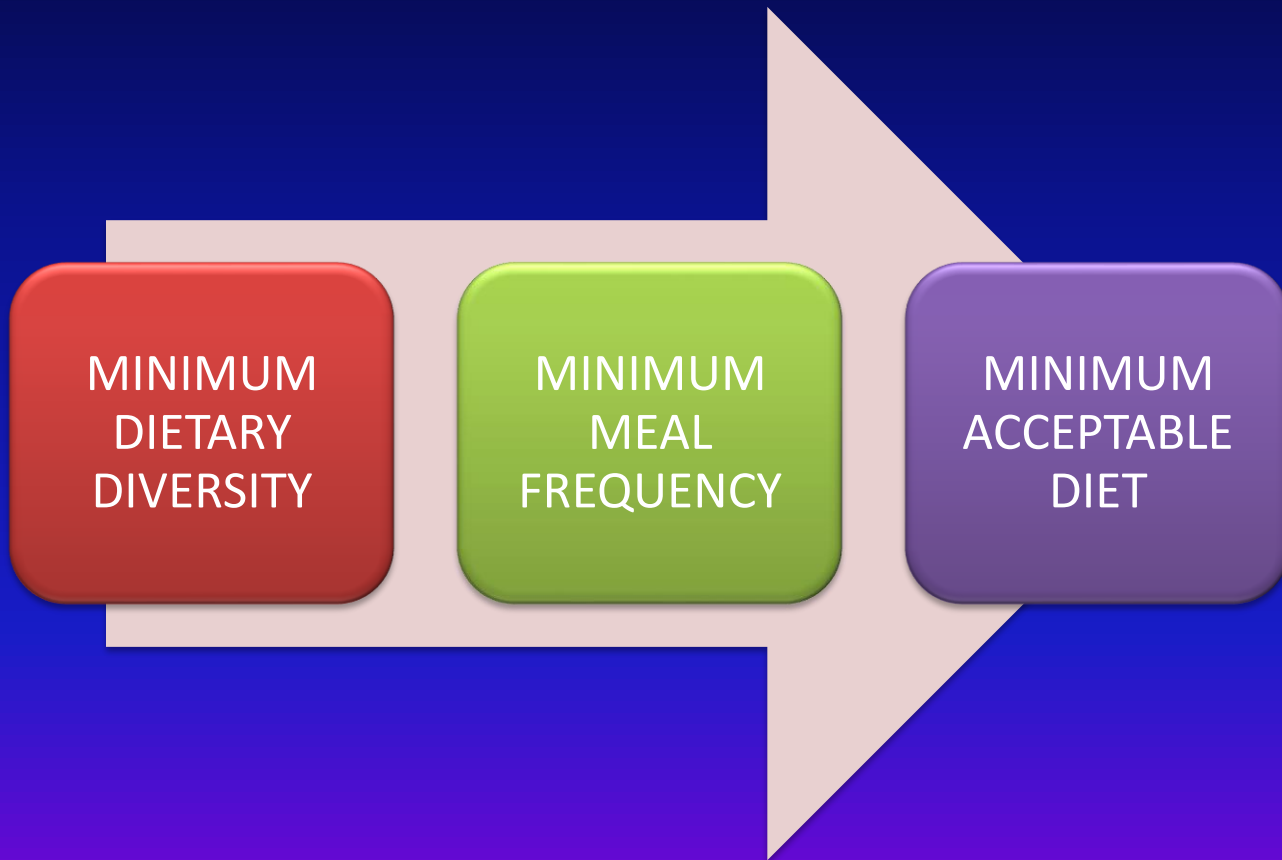 MINIMUM
DIETARY
DIVERSITY
MINIMUM
MEAL
FREQUENCY
MINIMUM
ACCEPTABLE
DIET